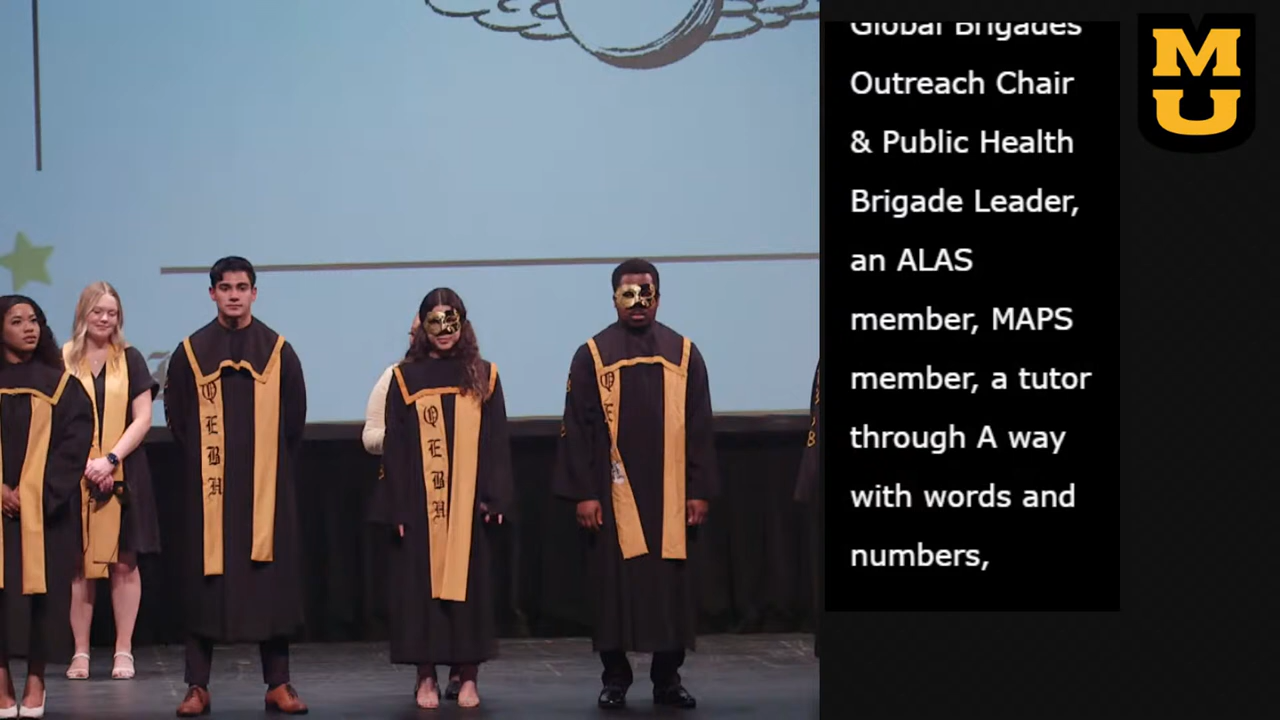 Global Brigades
Outreach Chair
& Public Health
Brigade Leader,
an ALAS
member, MAPS
member, a tutor
through A way
with words and
numbers,
M
U
Q
E
B
H
Q
E
B
H
Q
E